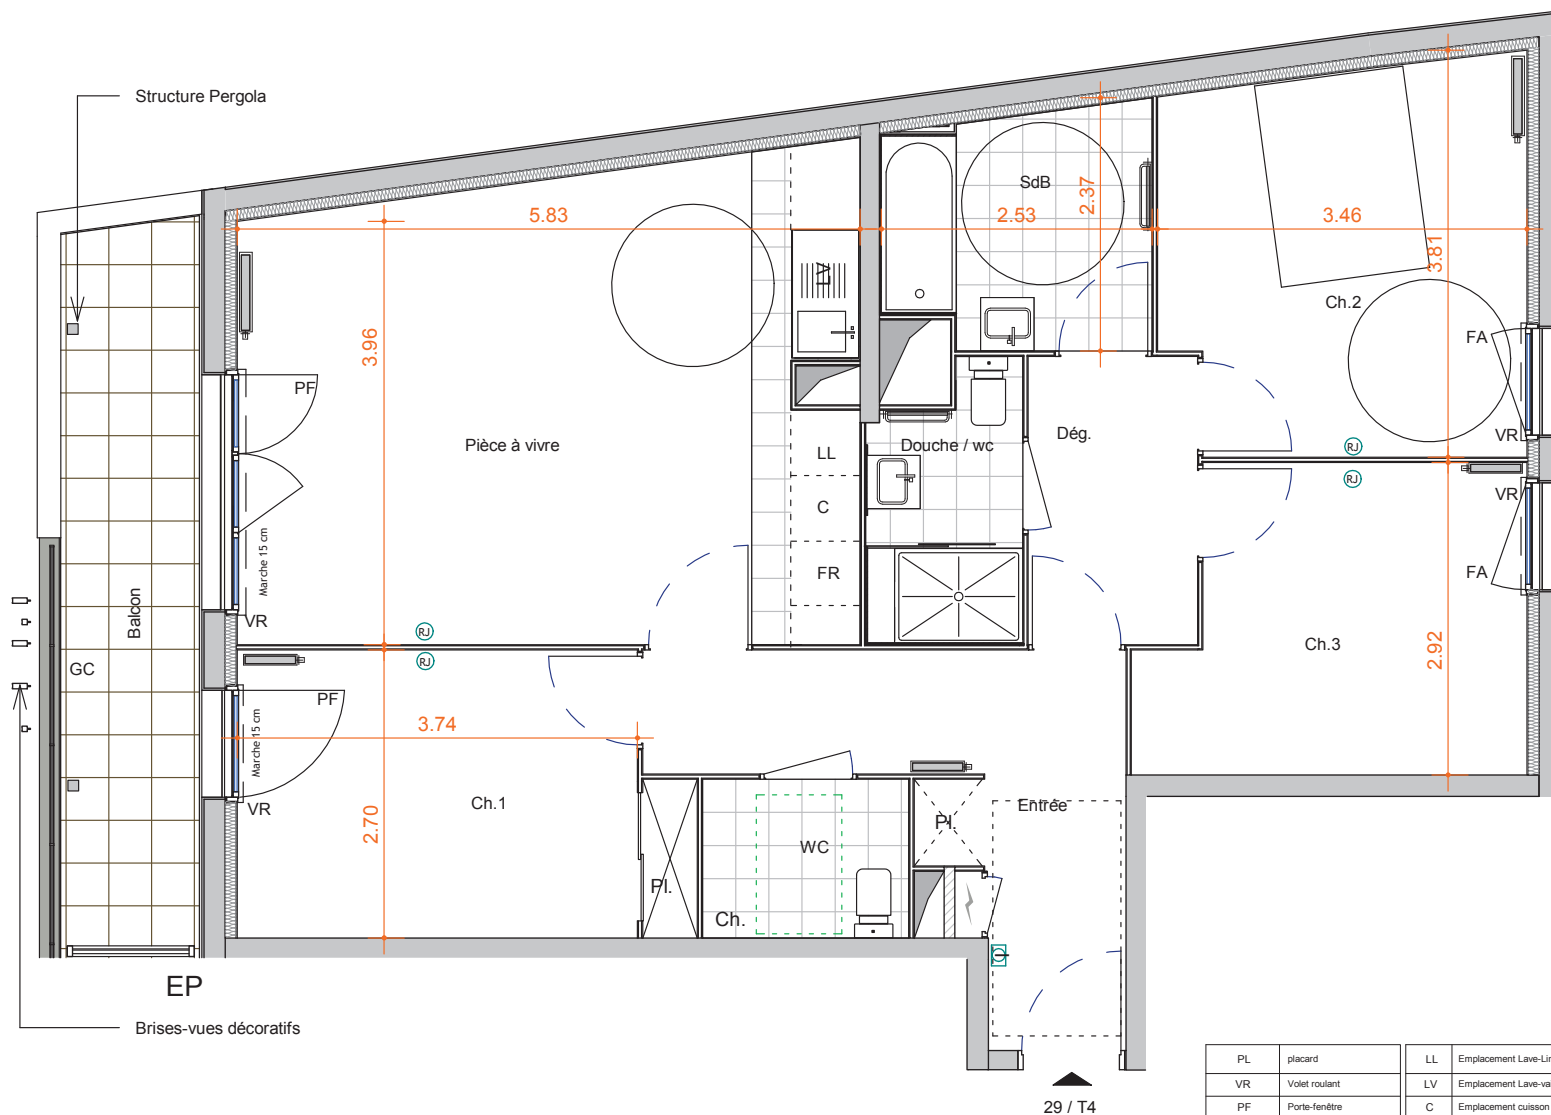 Structure Pergola
5.83
SdB
2.37
2.53
3.46
3.81
LV
Ch.2
3.96
FA
PF
VR
RJ
Pièce à vivre
LL
Douche / wc
Dég.
RJ
VR
C
Marche 15 cm
FR
FA
Balcon
VR
RJ
Ch.3
2.92
GC
RJ
PF
3.74
Marche 15 cm
VR
Ch.1
2.70
Entrée
Pl.
WC
Pl.
Ch.
EP
Brises-vues décoratifs
29 / T4
PL placard LL
VR Volet roulant LV
PF Porte-fenêtre C Emplacement cuisson
Emplacement
Emplacement